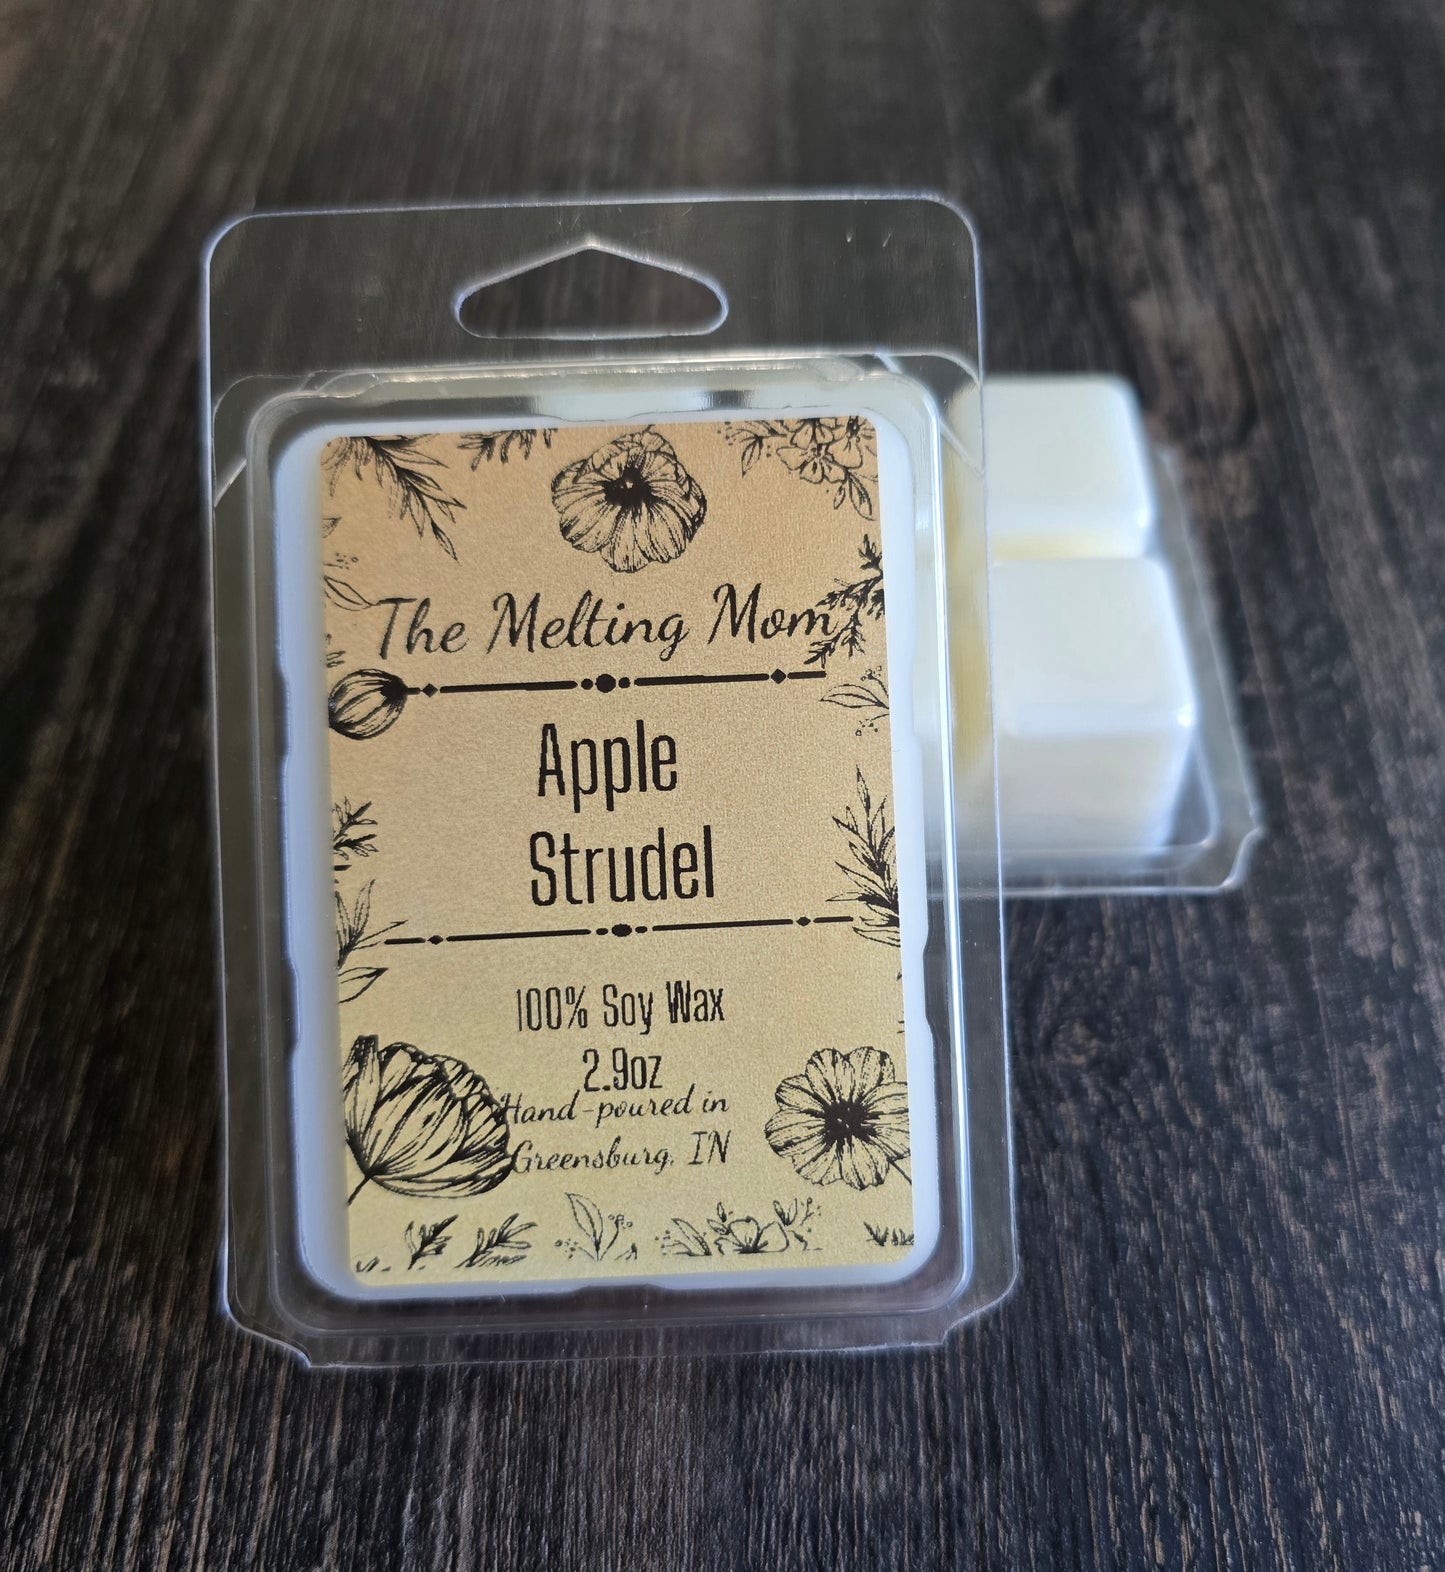 The Melting Mom
Apple
Strudel
100% Soy Wax
2.9oz
Hand-poured in
Greensburg, IN